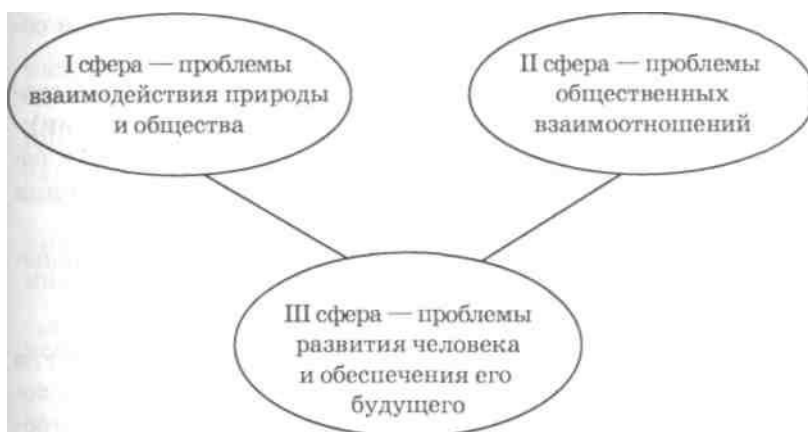 I сфера — проблемы
взаимодействия природы
и общества
II сфера — проблемы
общественных
взаимоотношений
III сфера — проблемы
развития человека
и обеспечения его
будущего